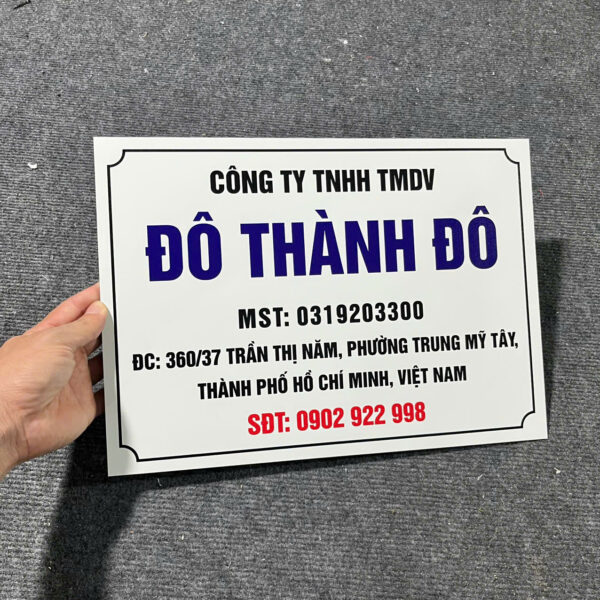 CÔNG TY TNHH TMDV
ĐÔ THÀNH ĐÔ
MST: 0319203300
ĐC: 360/37 TRẦN THỊ NĂM, PHƯỜNG TRUNG MỸ TÂY,
THÀNH PHỐ HỒ CHÍ MINH, VIỆT NAM
SĐT: 0902 922 998